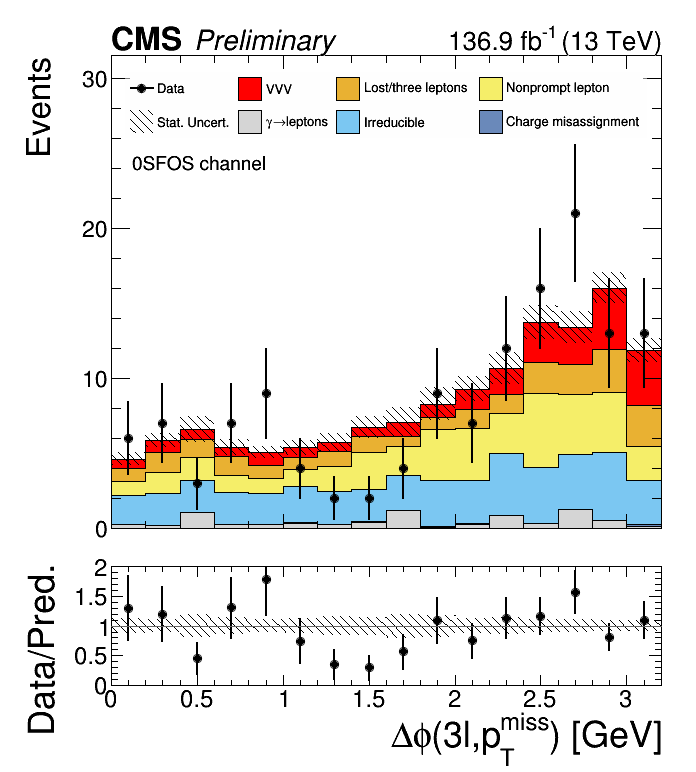 CMS Preliminary 136.9 fb⁻¹ (13 TeV)
Events
30
20
10
0
Data VVV Lost/three leptons Nonprompt lepton
Stat. Uncert. γ→leptons Irreducible Charge misassignment
0SFOS channel
Data/Pred.
2
1.5
1
0.5
0
0 0.5 1 1.5 2 2.5 3
Δϕ(3l,p_T^miss) [GeV]